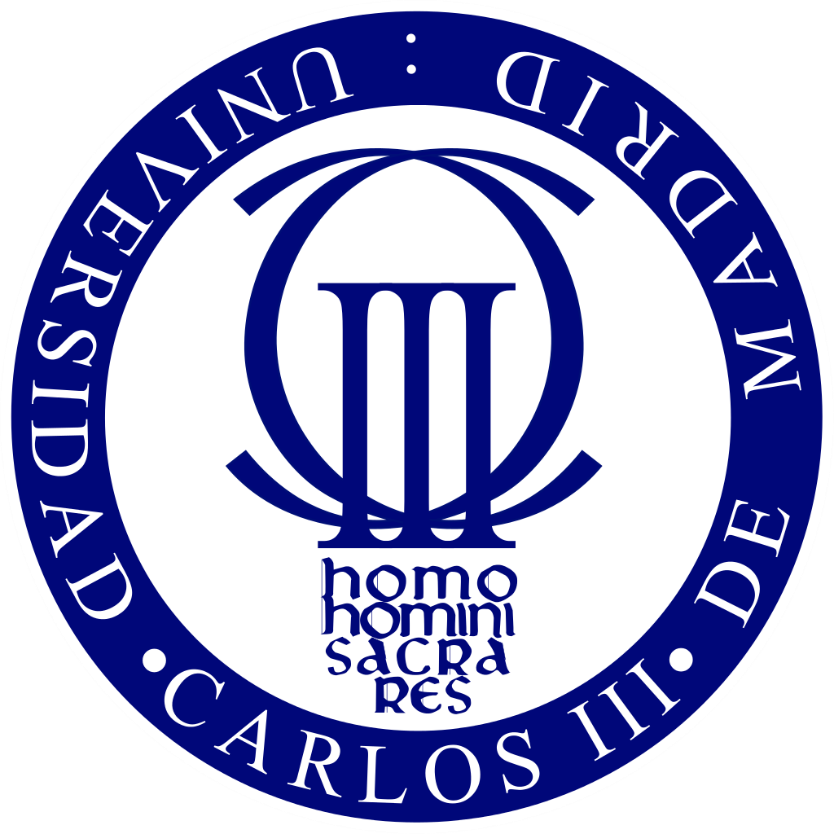 UNIVERSIDAD · CARLOS III · DE MADRID :
III
homo
homini
SACRA
RES